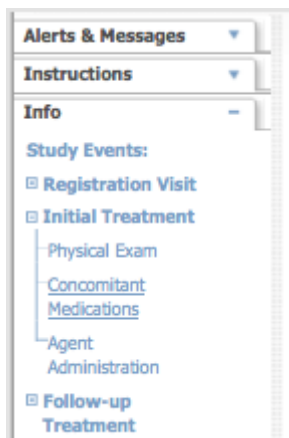 Alerts & Messages
Instructions
Info
Study Events:
Registration Visit
Initial Treatment
Physical Exam
Concomitant
Medications
Agent
Administration
Follow-up
Treatment